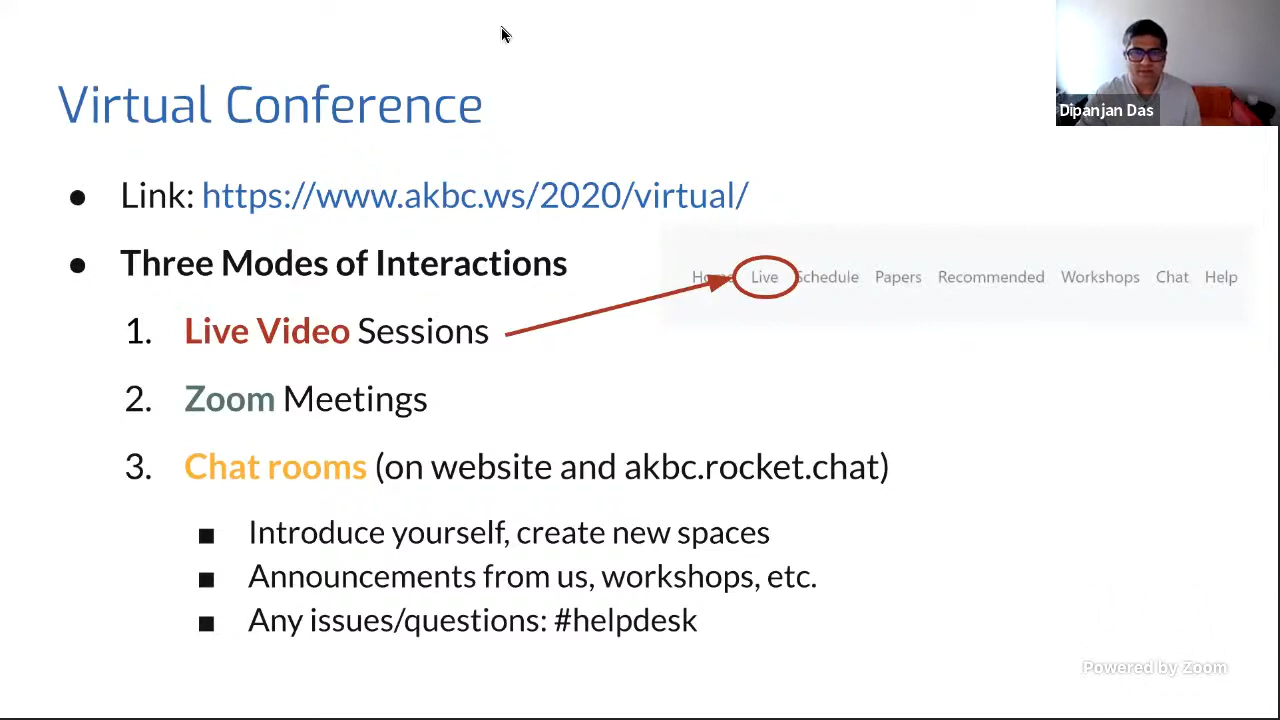 Dipanjan Das
Virtual Conference
● Link: https://www.akbc.ws/2020/virtual/
● Three Modes of Interactions
Home Live Schedule Papers Recommended Workshops Chat Help
1. Live Video Sessions
2. Zoom Meetings
3. Chat rooms (on website and akbc.rocket.chat)
■ Introduce yourself, create new spaces
■ Announcements from us, workshops, etc.
■ Any issues/questions: #helpdesk
Powered by Zoom